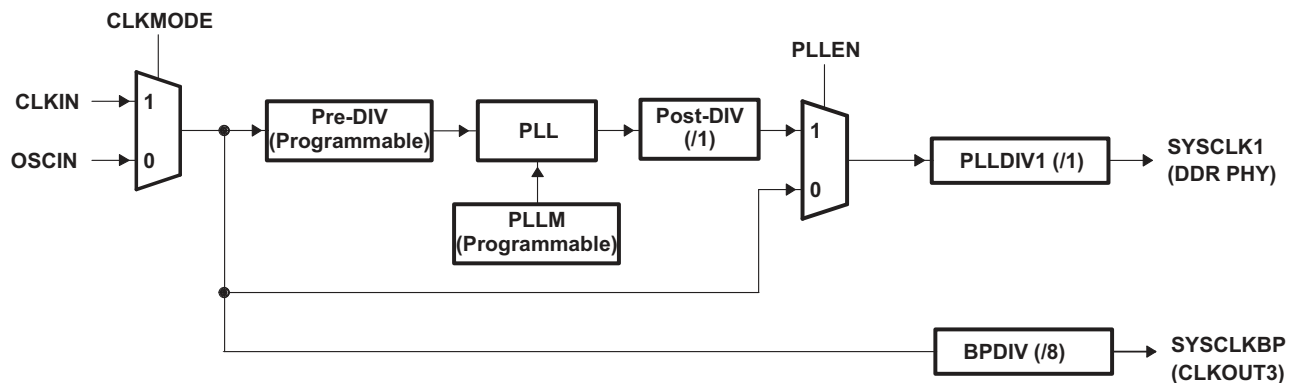 CLKMODE
PLLEN
CLKIN
1
OSCIN
0
Pre-DIV
(Programmable)
PLL
Post-DIV
(/1)
1
0
PLLDIV1 (/1)
SYSCLK1
(DDR PHY)
PLLM
(Programmable)
BPDIV (/8)
SYSCLKBP
(CLKOUT3)